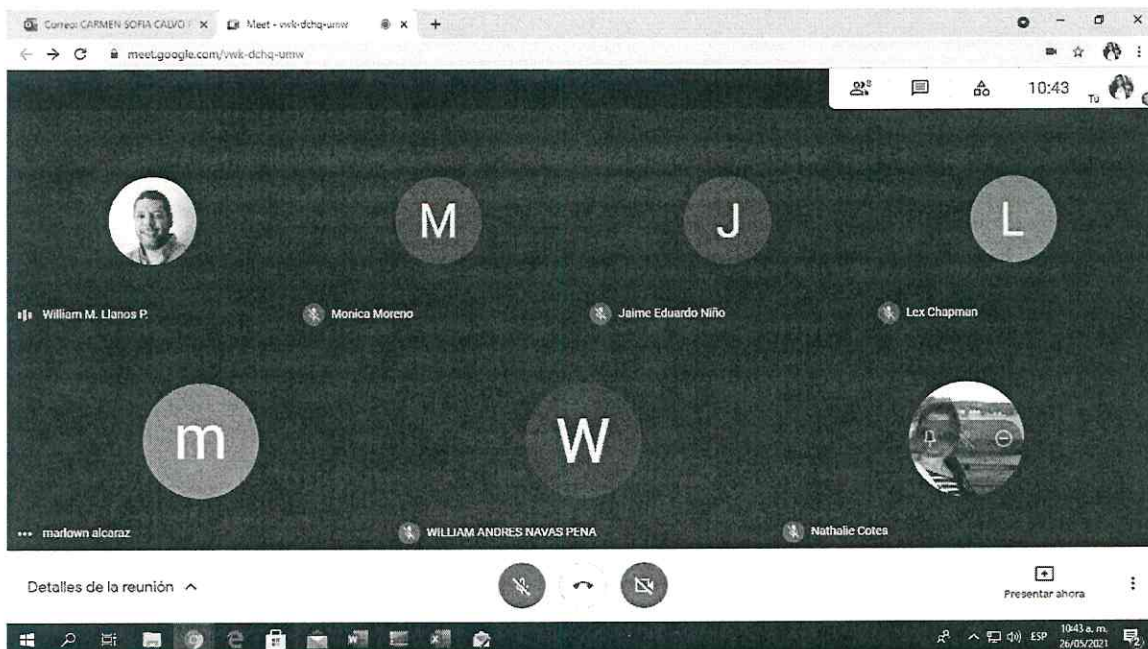 Correo: CARMEN SOFIA CALVO
Meet - vwk-dchq-umw
meet.google.com/vwk-dchq-umw
8
10:43
Tú
M
J
L
William M. Llanos P.
Monica Moreno
Jaime Eduardo Niño
Lex Chapman
m
W
marlown alcaraz
WILLIAM ANDRES NAVAS PENA
Nathalie Cotes
Detalles de la reunión
Presentar ahora
ESP
10:43 a. m.
26/05/2021